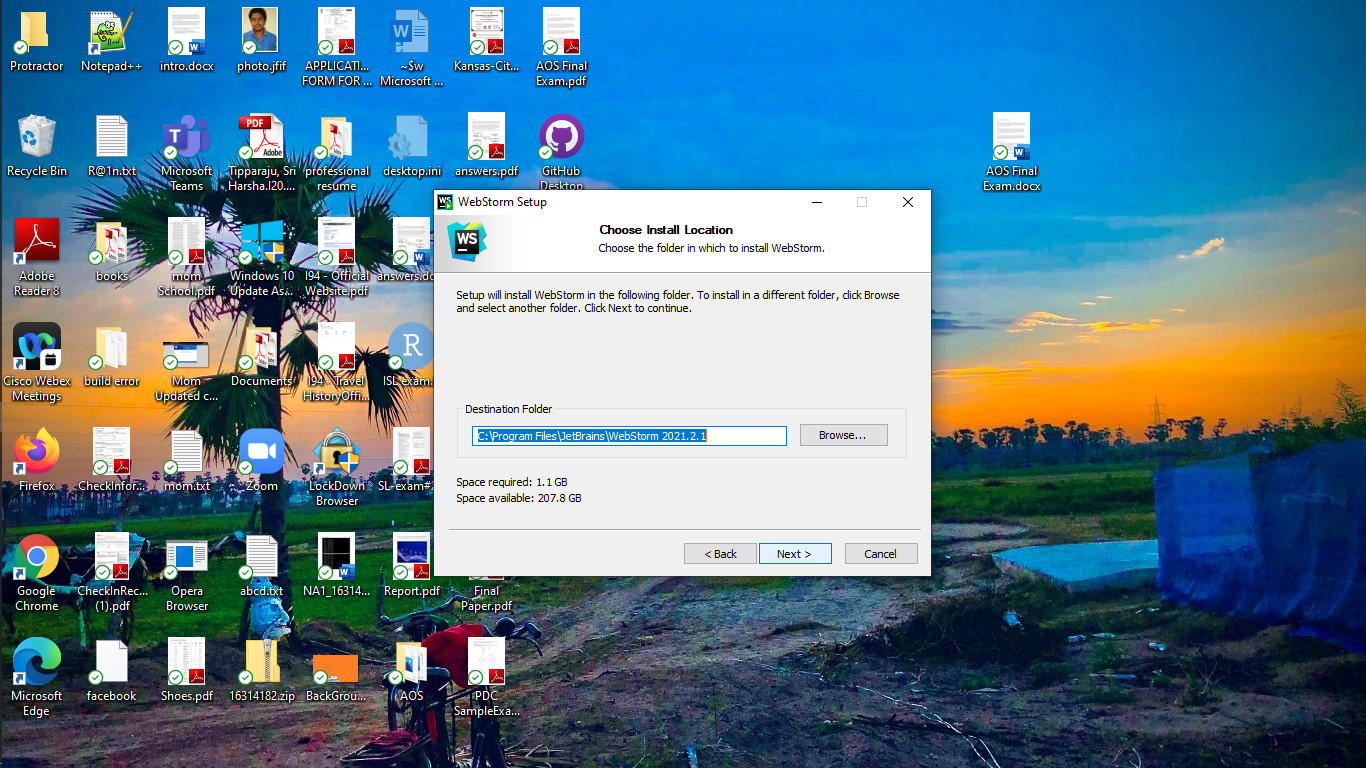 Protractor
Notepad++
intro.docx
photo.jfif
APPLICATI...
FORM FOR ...
~$w
Microsoft ...
Kansas-Cit...
AOS Final
Exam.pdf
Recycle Bin
R@1n.txt
Microsoft
Teams
PDF
Adobe
Tipparaju, Sri
Harsha.I20....
professional
resume
desktop.ini
answers.pdf
GitHub
Desktop
AOS Final
Exam.docx
Adobe
Reader 8
books
mom
School.pdf
Windows 10
Update As...
I94 - Official
Website.pdf
answers.do
Cisco Webex
Meetings
build error
Mom
Updated c...
Documents
I94 - Travel
HistoryOffi...
R
ISL exam.
Firefox
CheckInfor...
mom.txt
Zoom
LockDown
Browser
SL-exam#2
Google
Chrome
CheckInRec...
(1).pdf
Opera
Browser
abcd.txt
NA1_16314...
Report.pdf
Final
Paper.pdf
Microsoft
Edge
facebook
Shoes.pdf
16314182.zip
BackGrou...
AOS
PDC
SampleExa...
WS
WebStorm Setup
WS
Choose Install Location
Choose the folder in which to install WebStorm.
Setup will install WebStorm in the following folder. To install in a different folder, click Browse
and select another folder. Click Next to continue.
Destination Folder
C:\Program Files\JetBrains\WebStorm 2021.2.1
Browse...
Space required: 1.1 GB
Space available: 207.8 GB
< Back
Next >
Cancel